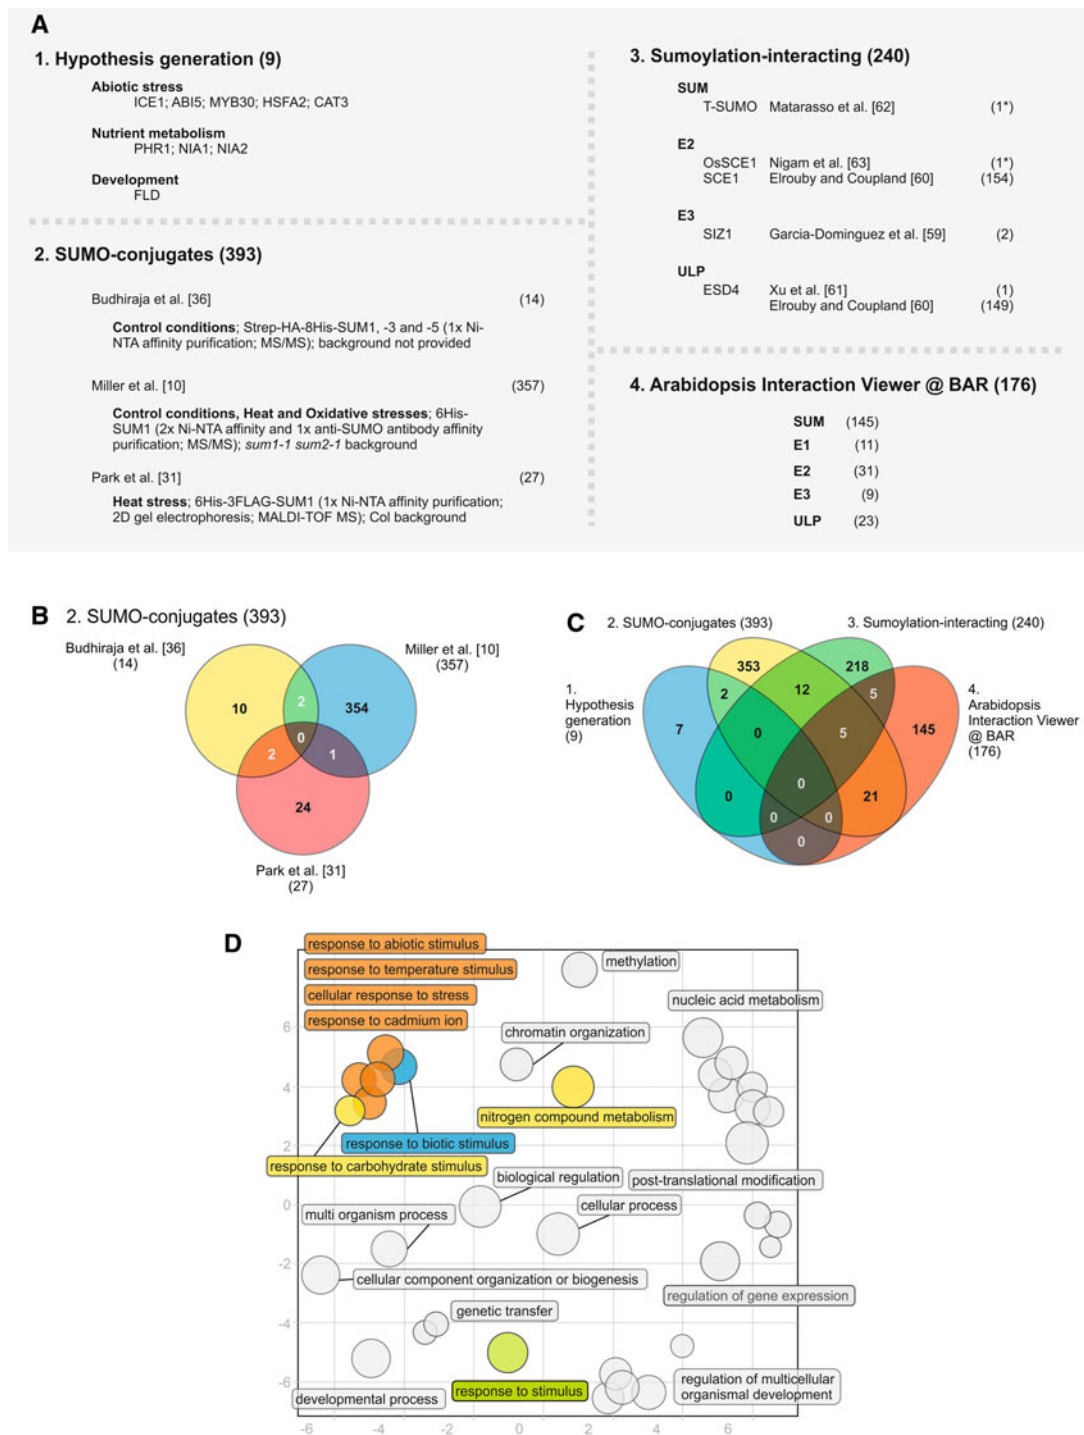 A
1. Hypothesis generation (9)
Abiotic stress
ICE1; ABI5; MYB30; HSFA2; CAT3
Nutrient metabolism
PHR1; NIA1; NIA2
Development
FLD
2. SUMO-conjugates (393)
Budhiraja et al. [36] (14)
Control conditions; Strep-HA-8His-SUM1, -3 and -5 (1x Ni-
NTA affinity purification; MS/MS); background not provided
Miller et al. [10] (357)
Control conditions, Heat and Oxidative stresses; 6His-
SUM1 (2x Ni-NTA affinity and 1x anti-SUMO antibody affinity
purification; MS/MS); sum1-1 sum2-1 background
Park et al. [31] (27)
Heat stress; 6His-3FLAG-SUM1 (1x Ni-NTA affinity purification;
2D gel electrophoresis; MALDI-TOF MS); Col background
3. Sumoylation-interacting (240)
SUM
T-SUMO Matarasso et al. [62] (1*)
E2
OsSCE1 Nigam et al. [63] (1*)
SCE1 Elrouby and Coupland [60] (154)
E3
SIZ1 Garcia-Dominguez et al. [59] (2)
ULP
ESD4 Xu et al. [61] (1)
Elrouby and Coupland [60] (149)
4. Arabidopsis Interaction Viewer @ BAR (176)
SUM (145)
E1 (11)
E2 (31)
E3 (9)
ULP (23)
B 2. SUMO-conjugates (393)
Budhiraja et al. [36]
(14)
Miller et al. [10]
(357)
10 2 354
0
2 1
24
Park et al. [31]
(27)
C
2. SUMO-conjugates (393) 3. Sumoylation-interacting (240)
1.
Hypothesis
generation
(9)
4.
Arabidopsis
Interaction Viewer
@ BAR
(176)
353 218
2 12 5
7 0 5 145
0
0 21
0 0
0
D
response to abiotic stimulus
response to temperature stimulus
cellular response to stress
response to cadmium ion
methylation
nucleic acid metabolism
chromatin organization
nitrogen compound metabolism
response to biotic stimulus
response to carbohydrate stimulus
biological regulation
post-translational modification
multi organism process
cellular process
cellular component organization or biogenesis
regulation of gene expression
genetic transfer
response to stimulus
developmental process
regulation of multicellular
organismal development
6
4
2
0
-2
-4
-6
-6 -4 -2 0 2 4 6